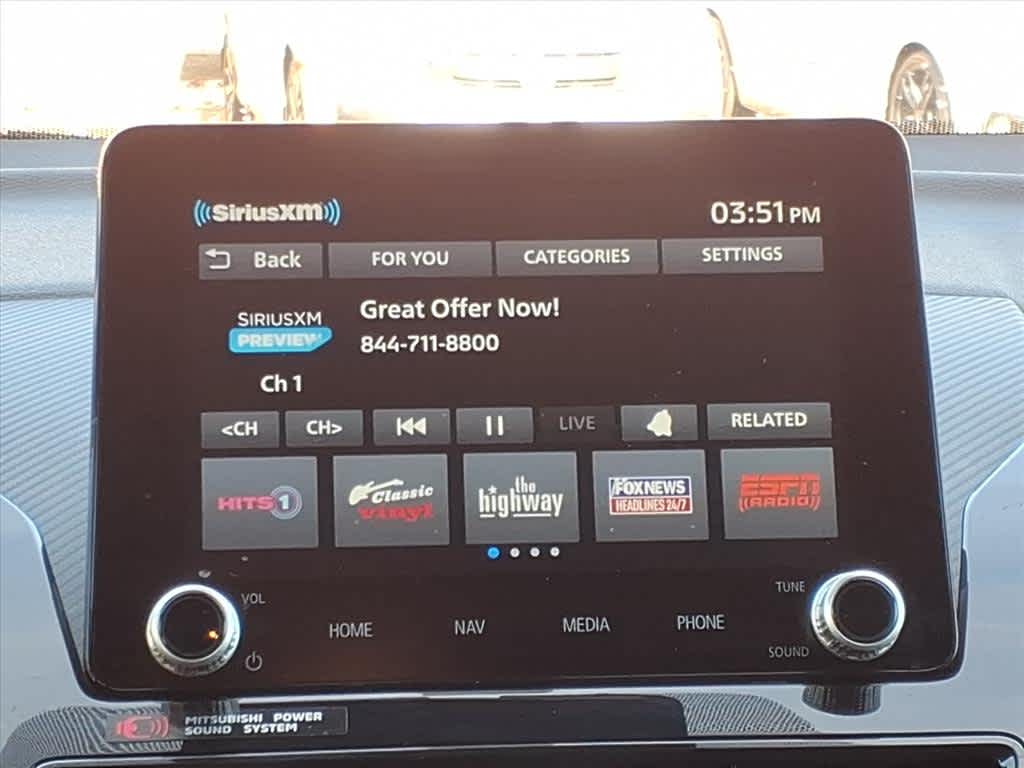 SiriusXM
03:51 PM
Back
FOR YOU
CATEGORIES
SETTINGS
SIRIUSXM
PREVIEW
Great Offer Now!
844-711-8800
Ch 1
<CH
CH>
LIVE
RELATED
HITS 1
Classic
vinyl
the
highway
FOX NEWS
HEADLINES 24/7
ESPN
RADIO
VOL
HOME
NAV
MEDIA
PHONE
TUNE
SOUND
MITSUBISHI POWER
SOUND SYSTEM